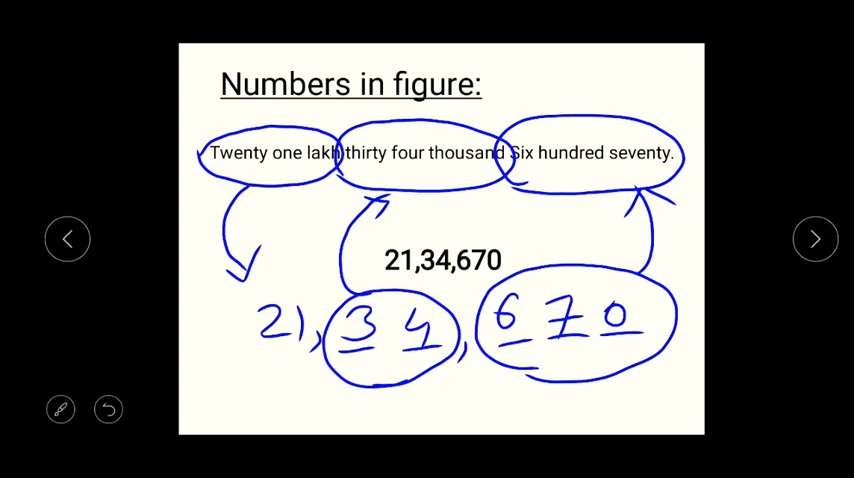 Numbers in figure:
Twenty one lakh thirty four thousand Six hundred seventy.
21,34,670
21,34,670